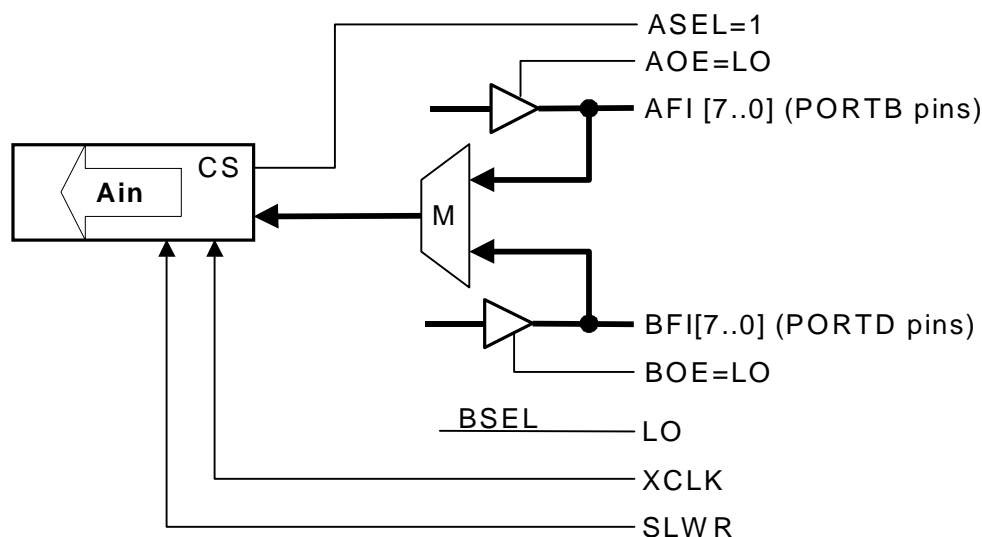 ASEL=1
AOE=LO
AFI [7..0] (PORTB pins)
CS
Ain
M
BFI[7..0] (PORTD pins)
BOE=LO
BSEL
LO
XCLK
SLWR